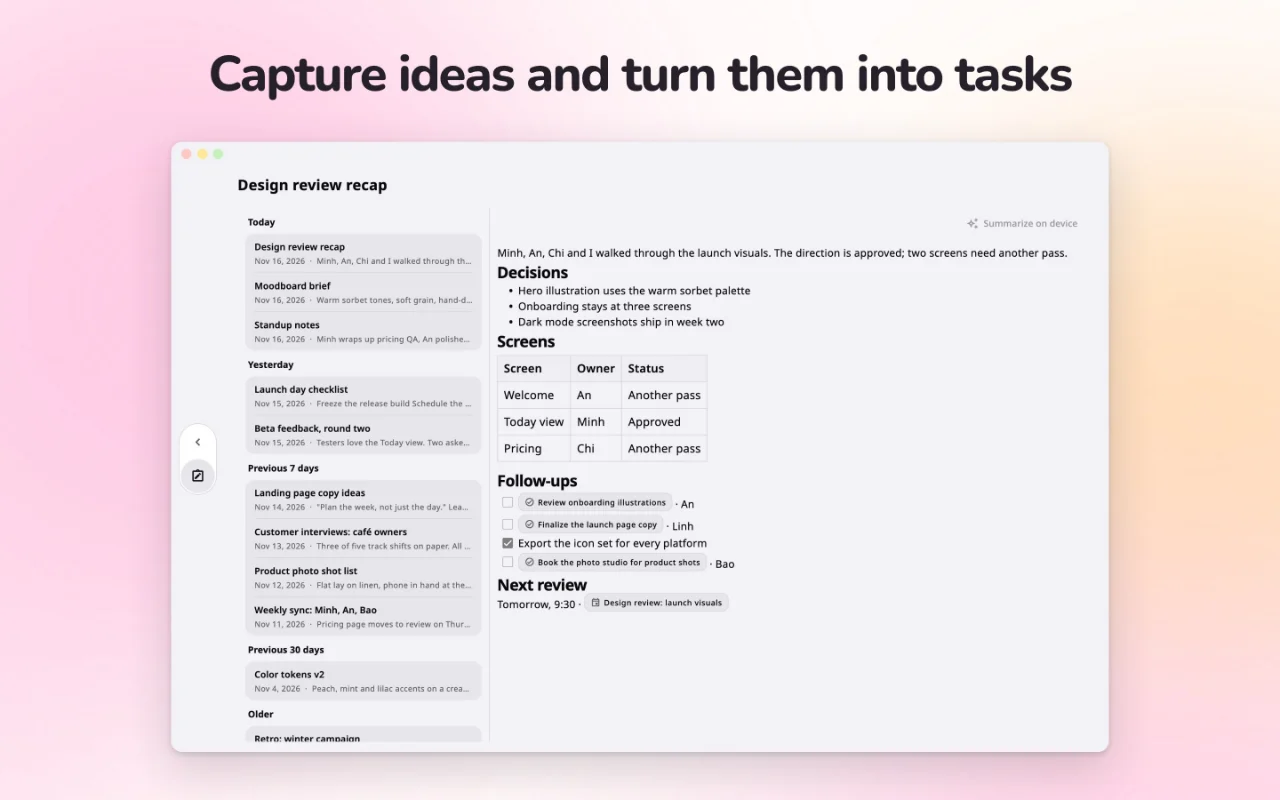 Capture ideas and turn them into tasks
Design review recap
Today
Design review recap
Nov 16, 2026 · Minh, An, Chi and I walked through th...
Moodboard brief
Nov 16, 2026 · Warm sorbet tones, soft grain, hand-d...
Standup notes
Nov 16, 2026 · Minh wraps up pricing QA, An polishe...
Yesterday
Launch day checklist
Nov 15, 2026 · Freeze the release build Schedule the ...
Beta feedback, round two
Nov 15, 2026 · Testers love the Today view. Two aske...
Previous 7 days
Landing page copy ideas
Nov 14, 2026 · "Plan the week, not just the day." Lea...
Customer interviews: café owners
Nov 13, 2026 · Three of five track shifts on paper. All ...
Product photo shot list
Nov 12, 2026 · Flat lay on linen, phone in hand at the...
Weekly sync: Minh, An, Bao
Nov 11, 2026 · Pricing page moves to review on Thur...
Previous 30 days
Color tokens v2
Nov 4, 2026 · Peach, mint and lilac accents on a crea...
Older
Retro: winter campaign
Summarize on device
Minh, An, Chi and I walked through the launch visuals. The direction is approved; two screens need another pass.
Decisions
• Hero illustration uses the warm sorbet palette
• Onboarding stays at three screens
• Dark mode screenshots ship in week two
Screens
Screen Owner Status
Welcome An Another pass
Today view Minh Approved
Pricing Chi Another pass
Follow-ups
Review onboarding illustrations · An
Finalize the launch page copy · Linh
Export the icon set for every platform
Book the photo studio for product shots · Bao
Next review
Tomorrow, 9:30 · Design review: launch visuals